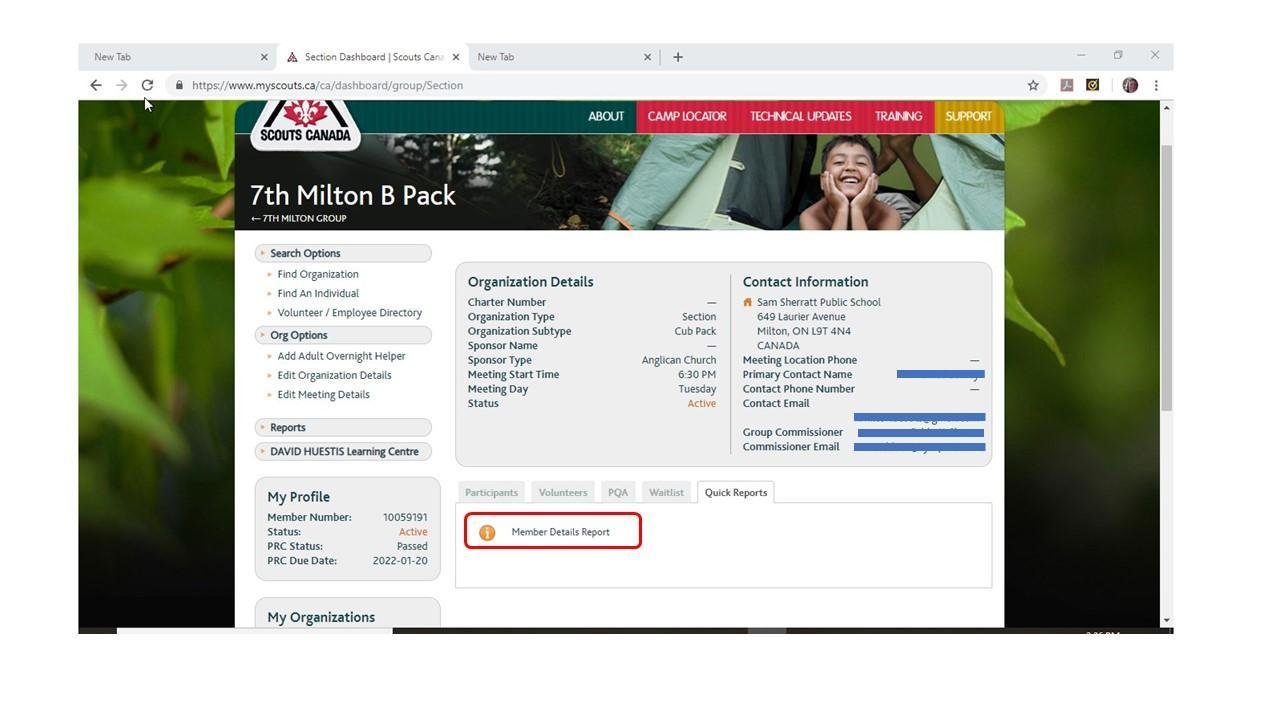 New Tab
Section Dashboard | Scouts Cana
New Tab
https://www.myscouts.ca/ca/dashboard/group/Section
SCOUTS CANADA
ABOUT CAMP LOCATOR TECHNICAL UPDATES TRAINING SUPPORT
7th Milton B Pack
← 7TH MILTON GROUP
Search Options
Find Organization
Find An Individual
Volunteer / Employee Directory
Org Options
Add Adult Overnight Helper
Edit Organization Details
Edit Meeting Details
Reports
DAVID HUESTIS Learning Centre
My Profile
Member Number: 10059191
Status: Active
PRC Status: Passed
PRC Due Date: 2022-01-20
My Organizations
Organization Details
Charter Number —
Organization Type Section
Organization Subtype Cub Pack
Sponsor Name —
Sponsor Type Anglican Church
Meeting Start Time 6:30 PM
Meeting Day Tuesday
Status Active
Contact Information
Sam Sherratt Public School
649 Laurier Avenue
Milton, ON L9T 4N4
CANADA
Meeting Location Phone —
Primary Contact Name
Contact Phone Number —
Contact Email
Group Commissioner
Commissioner Email
Participants Volunteers PQA Waitlist Quick Reports
Member Details Report